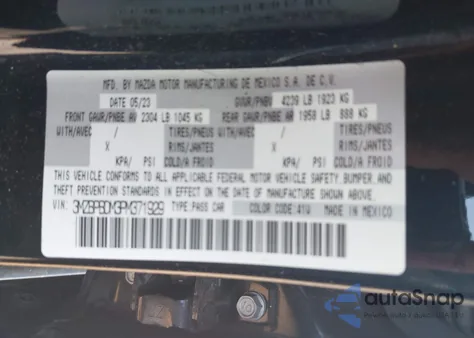 MFD. BY MAZDA MOTOR MANUFACTURING DE MEXICO S.A. DE C.V.
DATE 05/23 GVWR/PNBV 4239 LB 1923 KG
FRONT GAWR/PNBE AV 2304 LB 1045 KG REAR GAWR/PNBE AR 1958 LB 888 KG
WITH/AVEC / TIRES/PNEUS WITH/AVEC / TIRES/PNEUS
X RIMS/JANTES X RIMS/JANTES
KPA/ PSI COLD/A FROID KPA/ PSI COLD/A FROID
THIS VEHICLE CONFORMS TO ALL APPLICABLE FEDERAL MOTOR VEHICLE SAFETY, BUMPER, AND
THEFT PREVENTION STANDARDS IN EFFECT ON THE DATE OF MANUFACTURE SHOWN ABOVE.
VIN: TYPE:PASS CAR COLOR CODE:41W MADE IN MEXICO
autoSnap